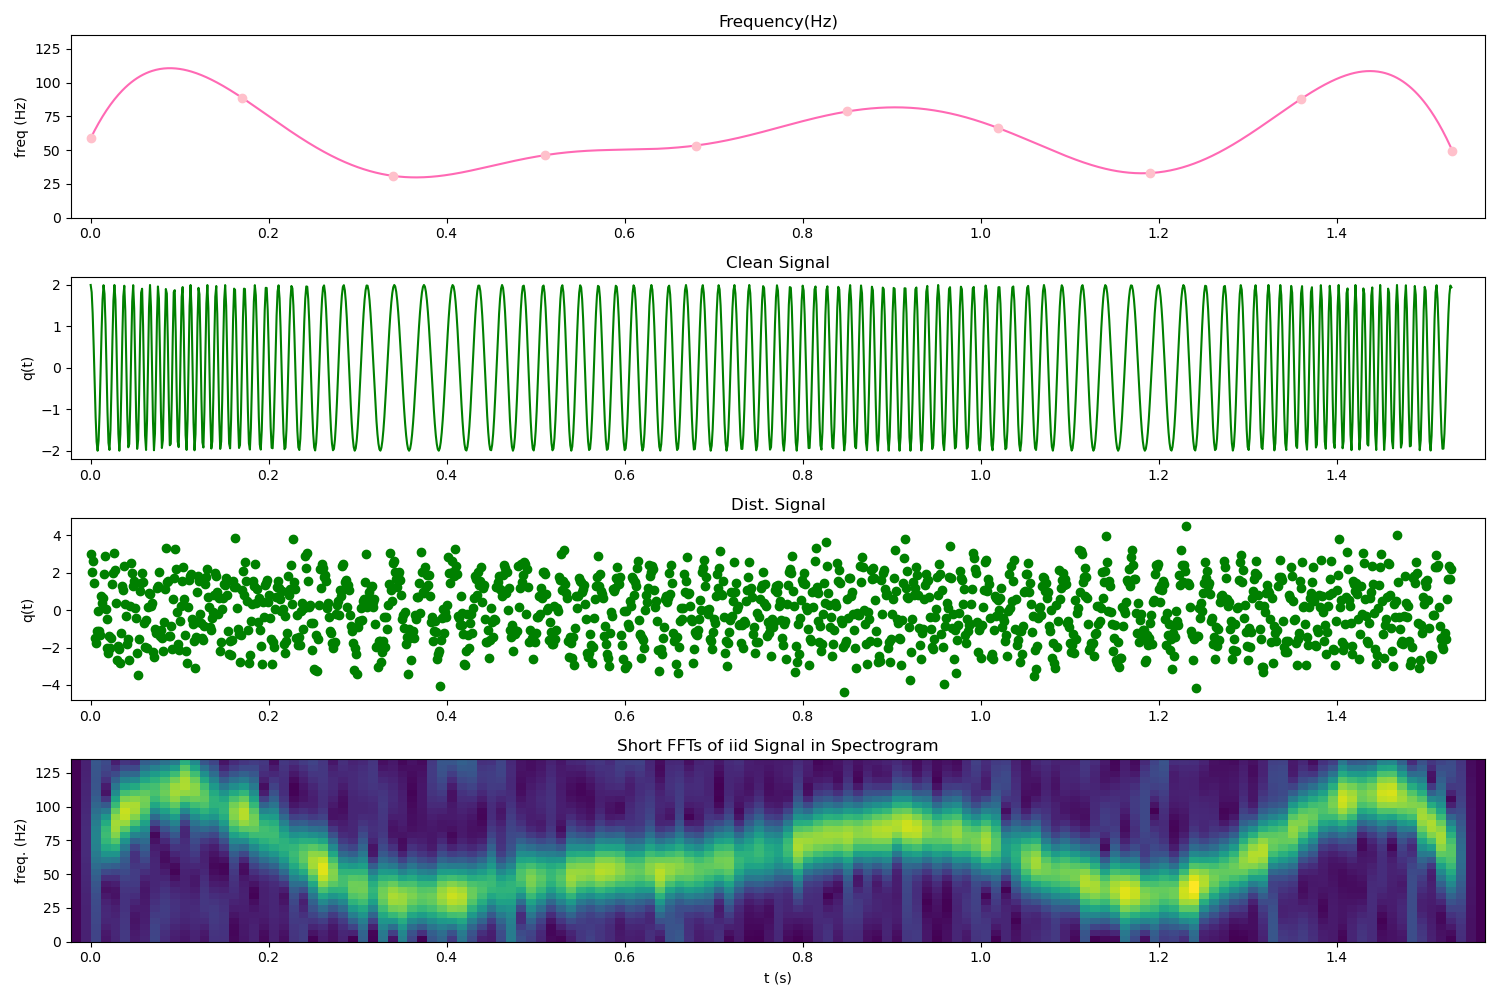 Frequency(Hz)
freq (Hz)
125
100
75
50
25
0
0.0 0.2 0.4 0.6 0.8 1.0 1.2 1.4
Clean Signal
q(t)
2
1
0
−1
−2
0.0 0.2 0.4 0.6 0.8 1.0 1.2 1.4
Dist. Signal
q(t)
4
2
0
−2
−4
0.0 0.2 0.4 0.6 0.8 1.0 1.2 1.4
Short FFTs of iid Signal in Spectrogram
freq. (Hz)
125
100
75
50
25
0
0.0 0.2 0.4 0.6 0.8 1.0 1.2 1.4
t (s)